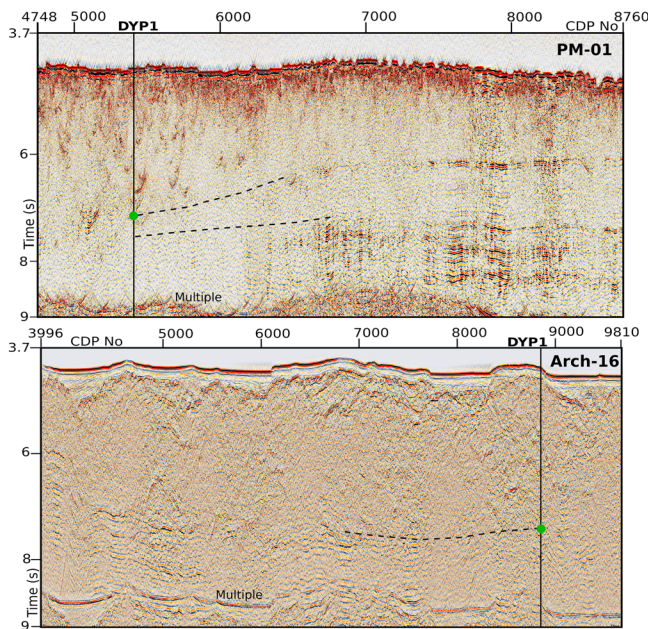 4748 5000 6000 7000 8000 8760
DYP1 CDP No
3.7
PM-01
6
Time (s)
8
Multiple
9
3996 CDP No 5000 6000 7000 8000 9000 9810
DYP1
3.7
Arch-16
6
8
Time (s)
Multiple
9